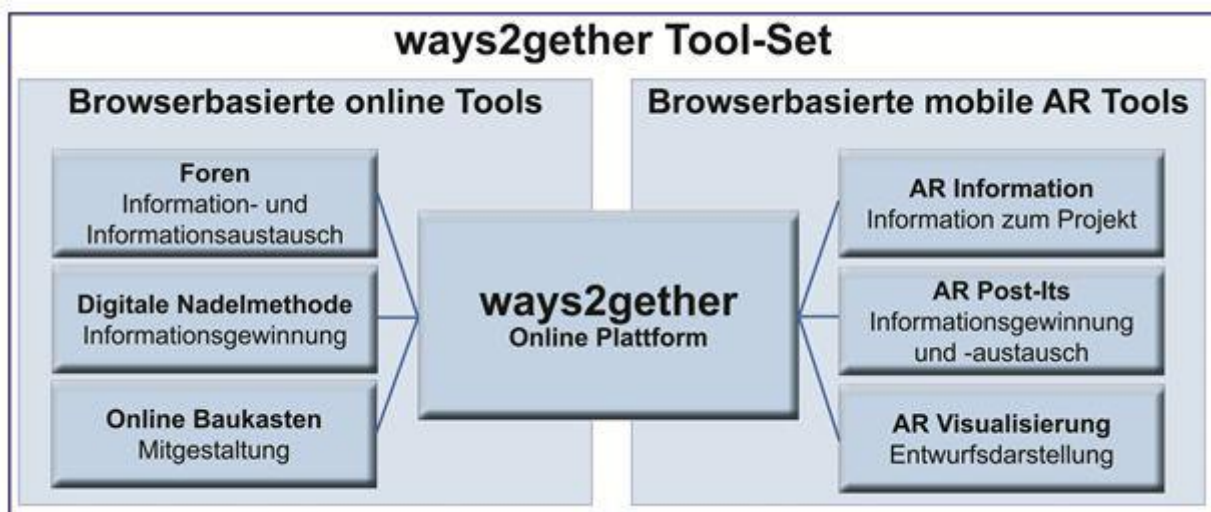 ways2gether Tool-Set
Browserbasierte online Tools
Foren
Information- und
Informationsaustausch
Digitale Nadelmethode
Informationsgewinnung
Online Baukasten
Mitgestaltung
ways2gether
Online Plattform
Browserbasierte mobile AR Tools
AR Information
Information zum Projekt
AR Post-Its
Informationsgewinnung
und -austausch
AR Visualisierung
Entwurfsdarstellung